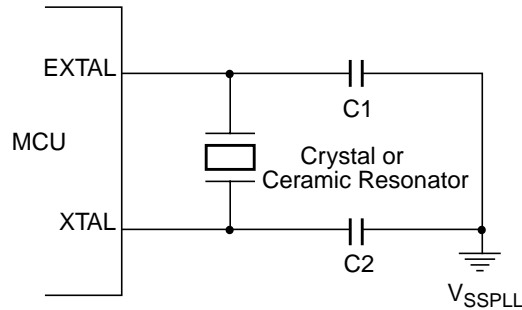 EXTAL
C1
MCU
Crystal or
Ceramic Resonator
XTAL
C2
VSSPLL